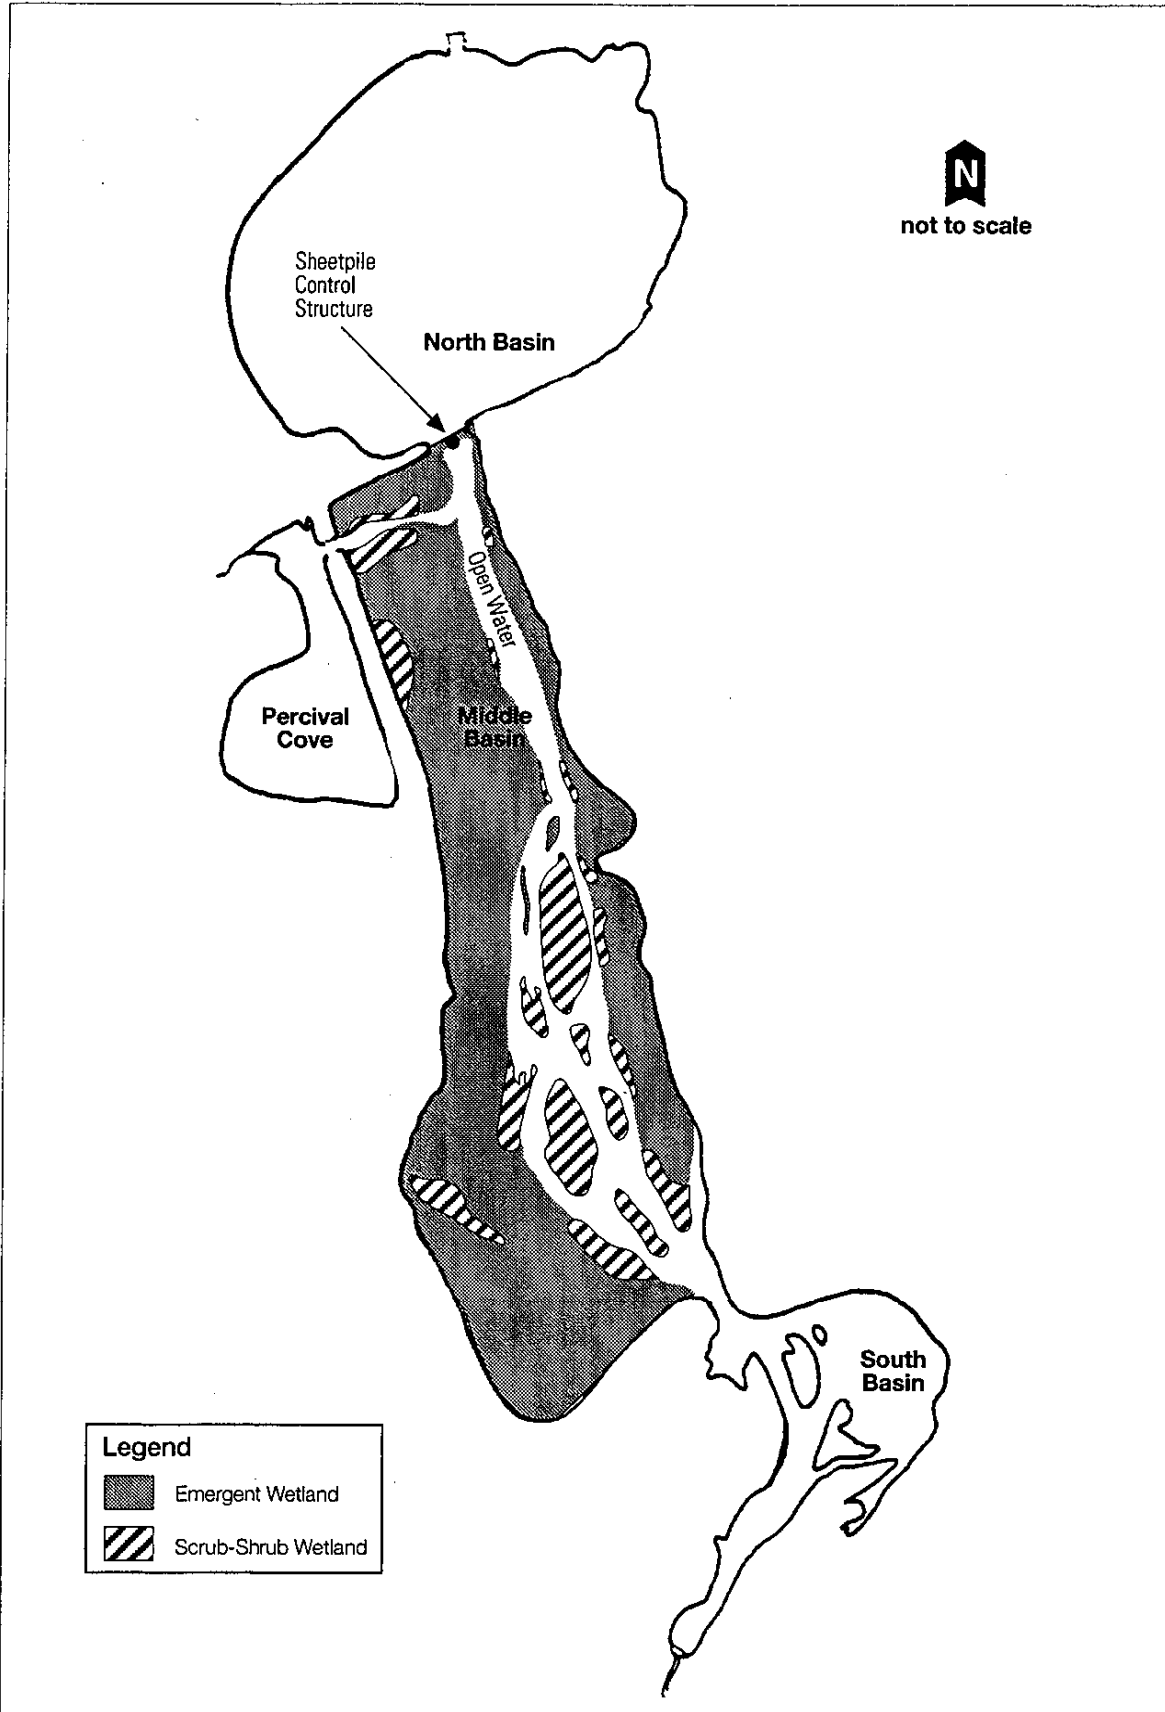 N
not to scale
Sheetpile
Control
Structure
North Basin
Open Water
Percival
Cove
Middle
Basin
South
Basin
Legend
Emergent Wetland
Scrub-Shrub Wetland